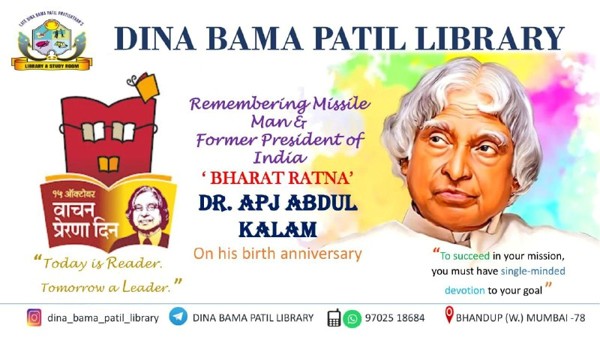 DINA BAMA PATIL LIBRARY
LIBRARY & STUDY ROOM
Remembering Missile
Man &
Former President of
India
‘ BHARAT RATNA’
DR. APJ ABDUL
KALAM
On his birth anniversary
१५ ऑक्टोबर
वाचन
प्रेरणा दिन
“Today is Reader.
Tomorrow a Leader.”
“To succeed in your mission,
you must have single-minded
devotion to your goal”
dina_bama_patil_library
DINA BAMA PATIL LIBRARY
97025 18684
BHANDUP (W.) MUMBAI -78